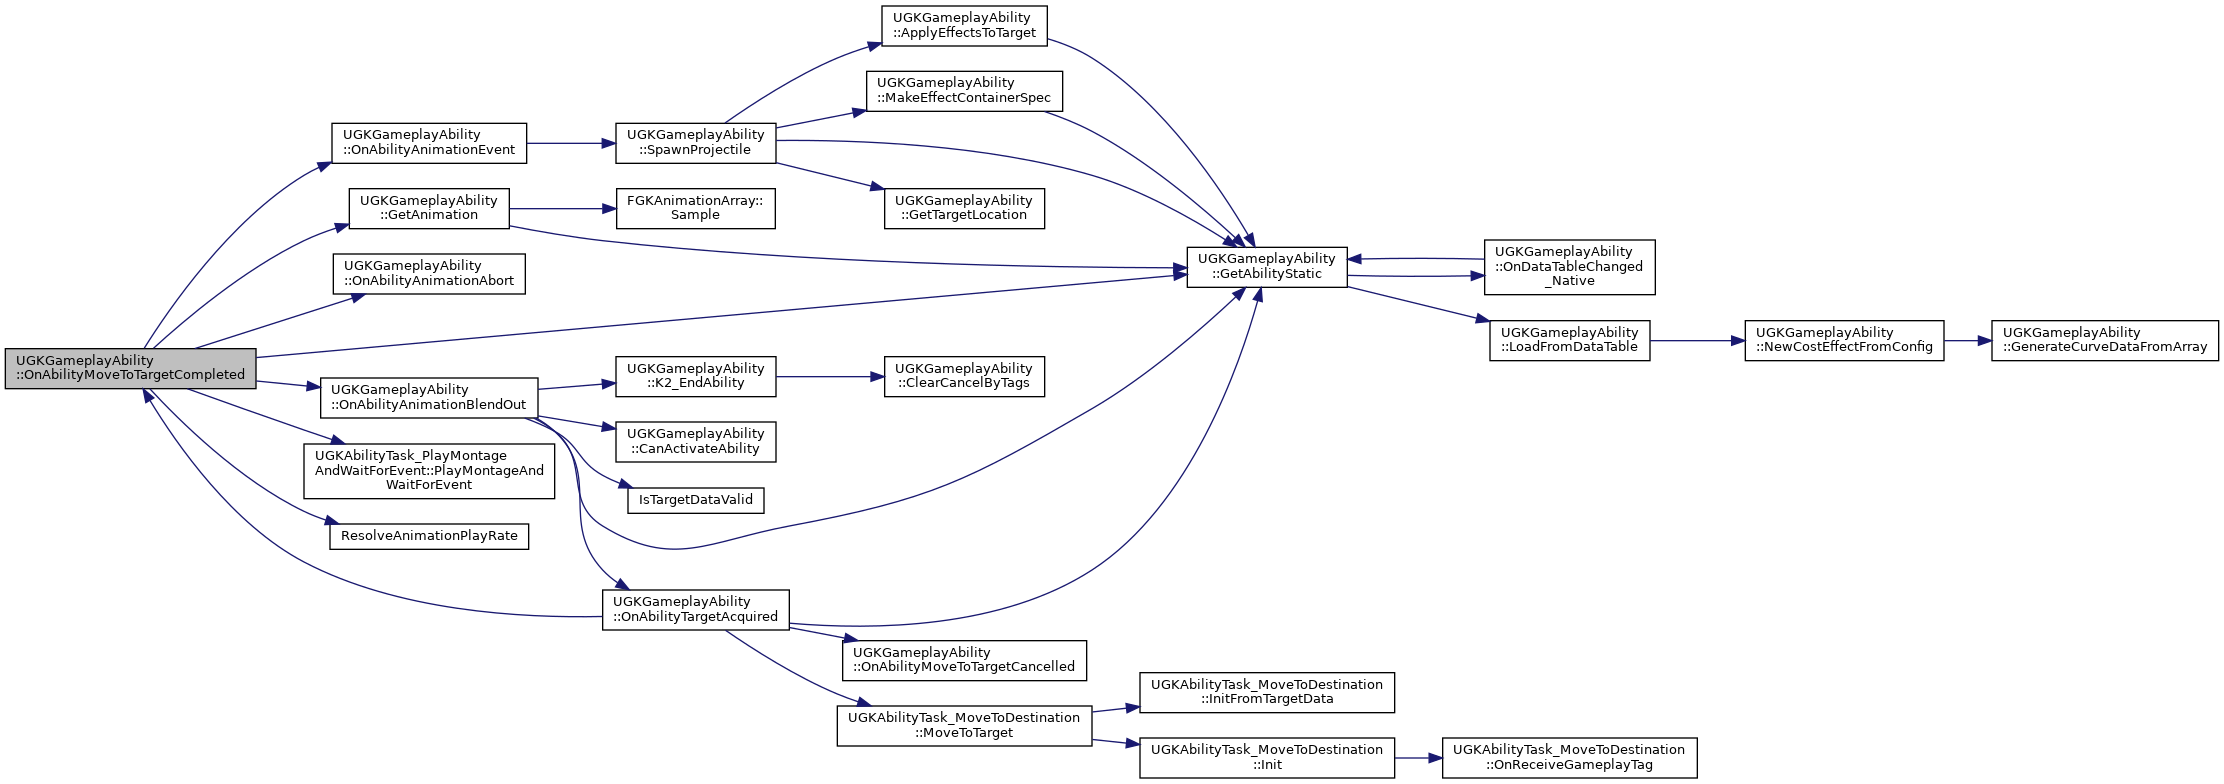 UGKGameplayAbility
::OnAbilityMoveToTargetCompleted
UGKGameplayAbility
::OnAbilityAnimationEvent
UGKGameplayAbility
::GetAnimation
UGKGameplayAbility
::OnAbilityAnimationAbort
UGKGameplayAbility
::OnAbilityAnimationBlendOut
UGKAbilityTask_PlayMontage
AndWaitForEvent::PlayMontageAnd
WaitForEvent
ResolveAnimationPlayRate
UGKGameplayAbility
::SpawnProjectile
FGKAnimationArray::
Sample
UGKGameplayAbility
::K2_EndAbility
UGKGameplayAbility
::CanActivateAbility
IsTargetDataValid
UGKGameplayAbility
::OnAbilityTargetAcquired
UGKGameplayAbility
::ApplyEffectsToTarget
UGKGameplayAbility
::MakeEffectContainerSpec
UGKGameplayAbility
::GetTargetLocation
UGKGameplayAbility
::ClearCancelByTags
UGKGameplayAbility
::OnAbilityMoveToTargetCancelled
UGKAbilityTask_MoveToDestination
::MoveToTarget
UGKGameplayAbility
::GetAbilityStatic
UGKAbilityTask_MoveToDestination
::InitFromTargetData
UGKAbilityTask_MoveToDestination
::Init
UGKGameplayAbility
::OnDataTableChanged
_Native
UGKGameplayAbility
::LoadFromDataTable
UGKAbilityTask_MoveToDestination
::OnReceiveGameplayTag
UGKGameplayAbility
::NewCostEffectFromConfig
UGKGameplayAbility
::GenerateCurveDataFromArray